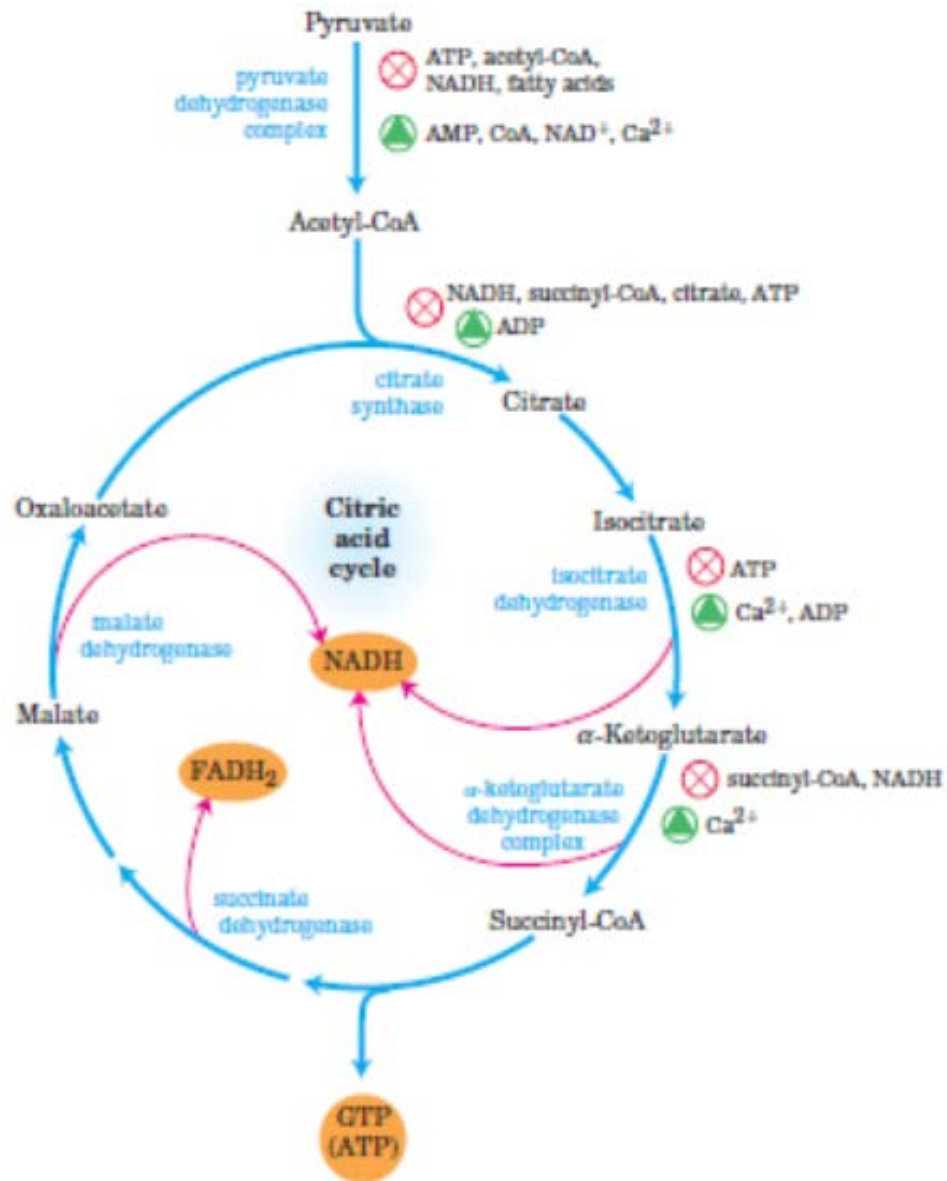 Pyruvate
pyruvate
dehydrogenase
complex
ATP, acetyl-CoA,
NADH, fatty acids
AMP, CoA, NAD⁺, Ca²⁺
Acetyl-CoA
NADH, succinyl-CoA, citrate, ATP
ADP
citrate
synthase
Citrate
Oxaloacetate
Citric
acid
cycle
Isocitrate
isocitrate
dehydrogenase
ATP
Ca²⁺, ADP
malate
dehydrogenase
NADH
Malate
α-Ketoglutarate
FADH₂
α-ketoglutarate
dehydrogenase
complex
succinyl-CoA, NADH
Ca²⁺
succinate
dehydrogenase
Succinyl-CoA
GTP
(ATP)